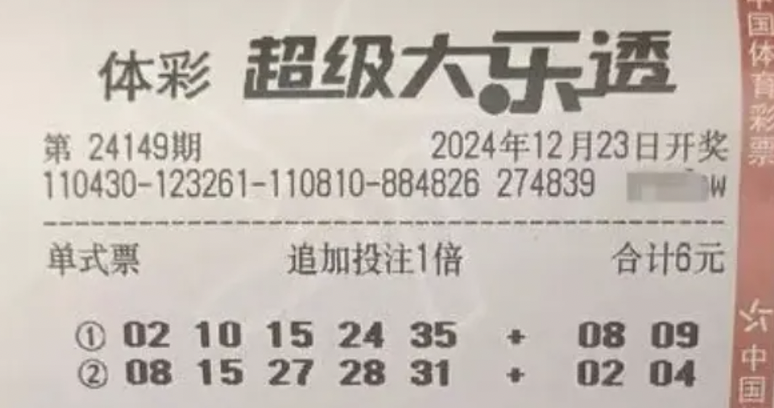 体彩 超级大乐透
第 24149期 2024年12月23日开奖
110430-123261-110810-884826 274839 W
单式票 追加投注1倍 合计6元
① 02 10 15 24 35 + 08 09
② 08 15 27 28 31 + 02 04
中国体育彩票
中国